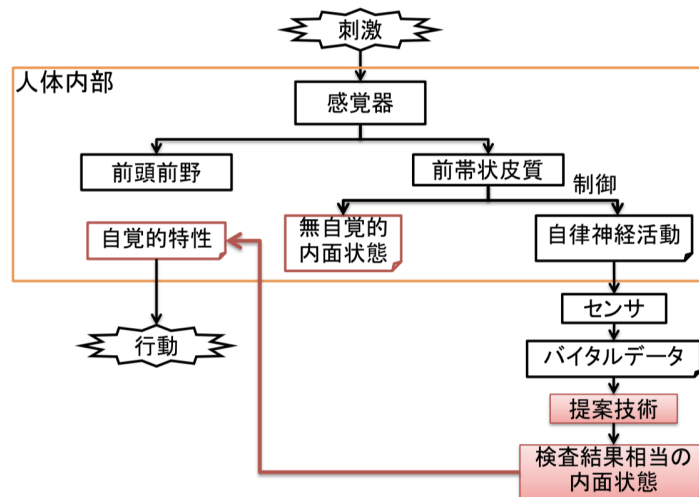 刺激
人体内部
感覚器
前頭前野
前帯状皮質
制御
自覚的特性
無自覚的
内面状態
自律神経活動
センサ
行動
バイタルデータ
提案技術
検査結果相当の
内面状態